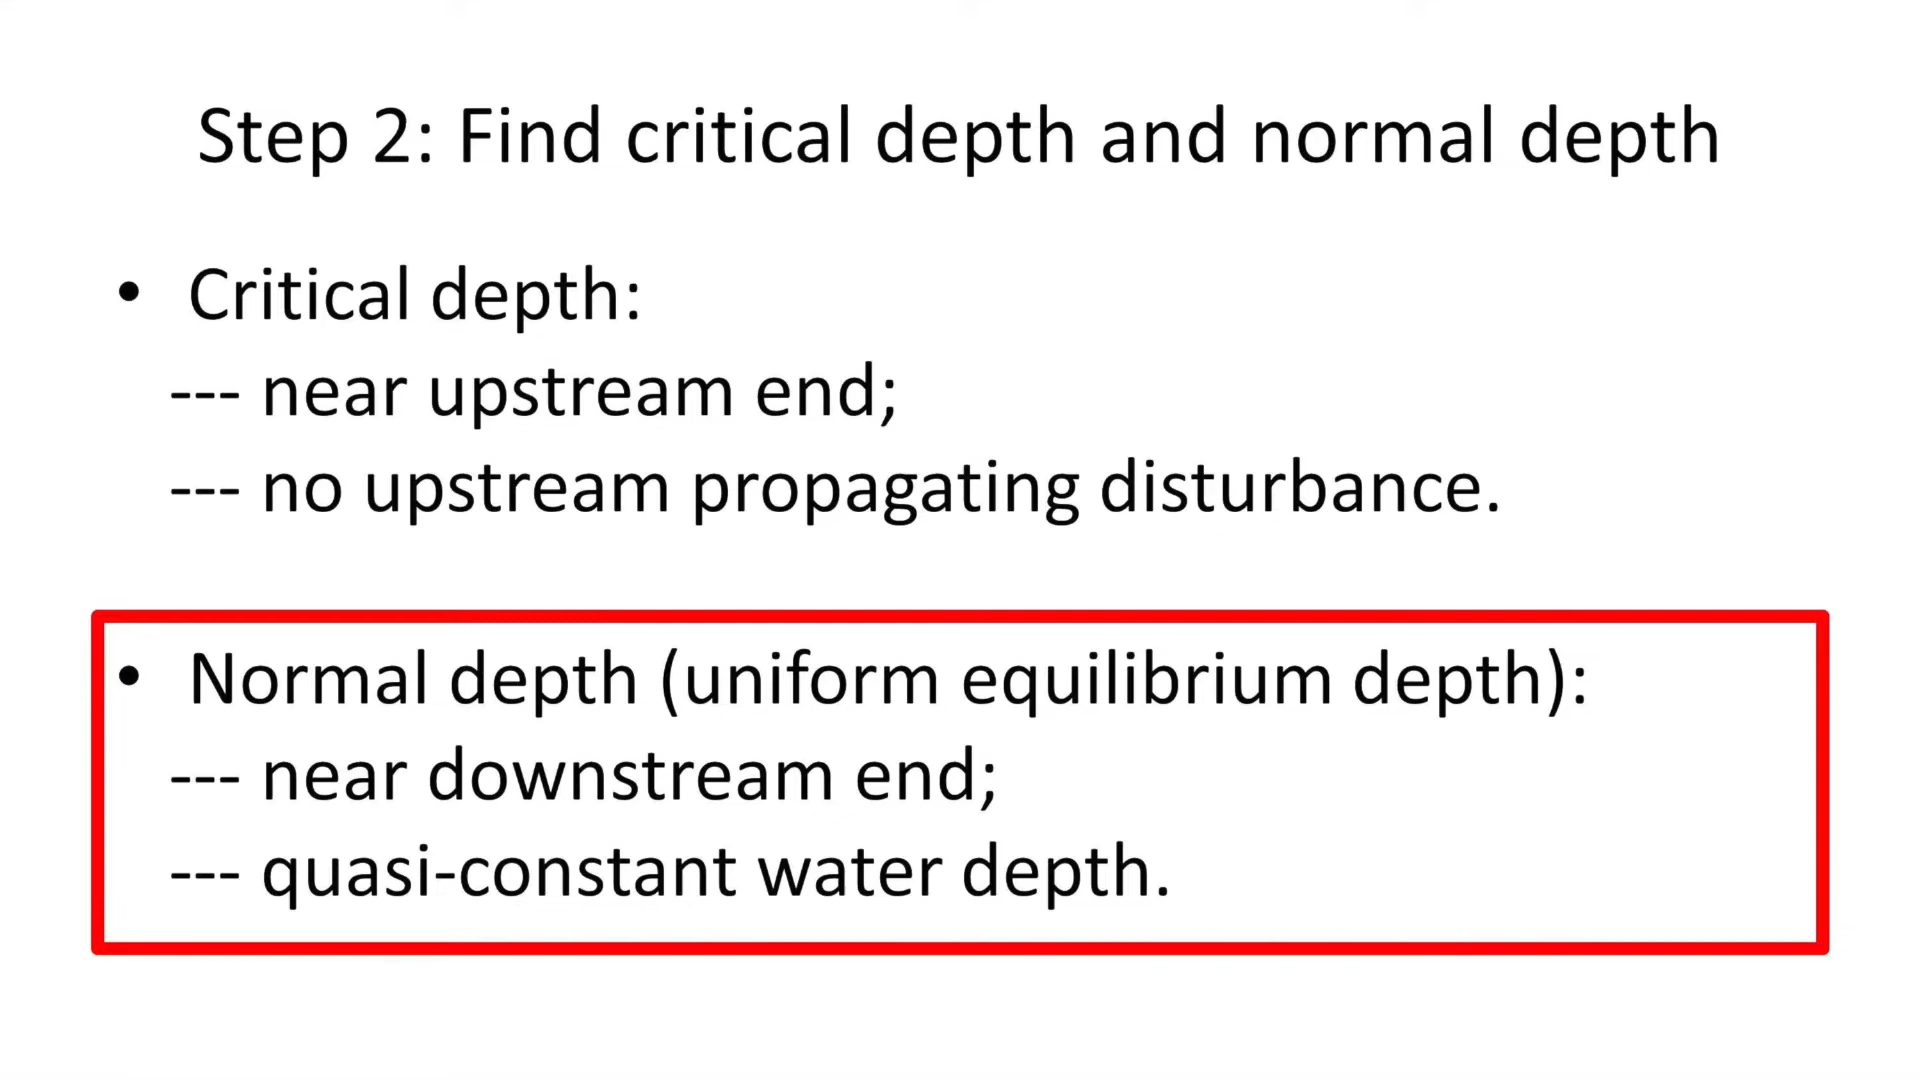 Step 2: Find critical depth and normal depth
• Critical depth:
--- near upstream end;
--- no upstream propagating disturbance.
• Normal depth (uniform equilibrium depth):
--- near downstream end;
--- quasi-constant water depth.